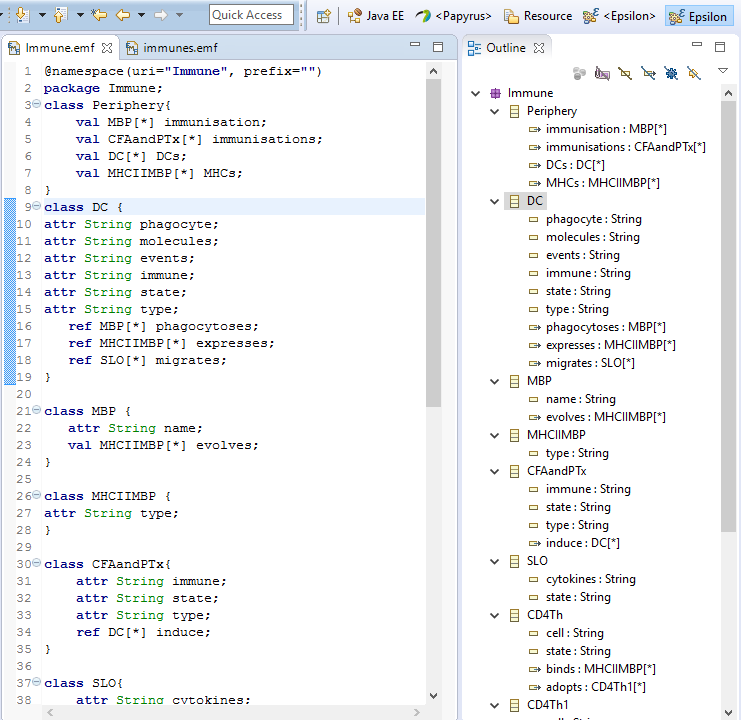 Quick Access
Java EE
<Papyrus>
Resource
<Epsilon>
Epsilon
Immune.emf
immunes.emf
Outline
1 @namespace(uri="Immune", prefix="")
2 package Immune;
3 class Periphery{
4 val MBP[*] immunisation;
5 val CFAandPTx[*] immunisations;
6 val DC[*] DCs;
7 val MHCIIMBP[*] MHCs;
8 }
9 class DC {
10 attr String phagocyte;
11 attr String molecules;
12 attr String events;
13 attr String immune;
14 attr String state;
15 attr String type;
16 ref MBP[*] phagocytoses;
17 ref MHCIIMBP[*] expresses;
18 ref SLO[*] migrates;
19 }
20
21 class MBP {
22 attr String name;
23 val MHCIIMBP[*] evolves;
24 }
25
26 class MHCIIMBP {
27 attr String type;
28 }
29
30 class CFAandPTx{
31 attr String immune;
32 attr String state;
33 attr String type;
34 ref DC[*] induce;
35 }
36
37 class SLO{
38 attr String cytokines;
Immune
Periphery
immunisation : MBP[*]
immunisations : CFAandPTx[*]
DCs : DC[*]
MHCs : MHCIIMBP[*]
DC
phagocyte : String
molecules : String
events : String
immune : String
state : String
type : String
phagocytoses : MBP[*]
expresses : MHCIIMBP[*]
migrates : SLO[*]
MBP
name : String
evolves : MHCIIMBP[*]
MHCIIMBP
type : String
CFAandPTx
immune : String
state : String
type : String
induce : DC[*]
SLO
cytokines : String
state : String
CD4Th
cell : String
state : String
binds : MHCIIMBP[*]
adopts : CD4Th1[*]
CD4Th1